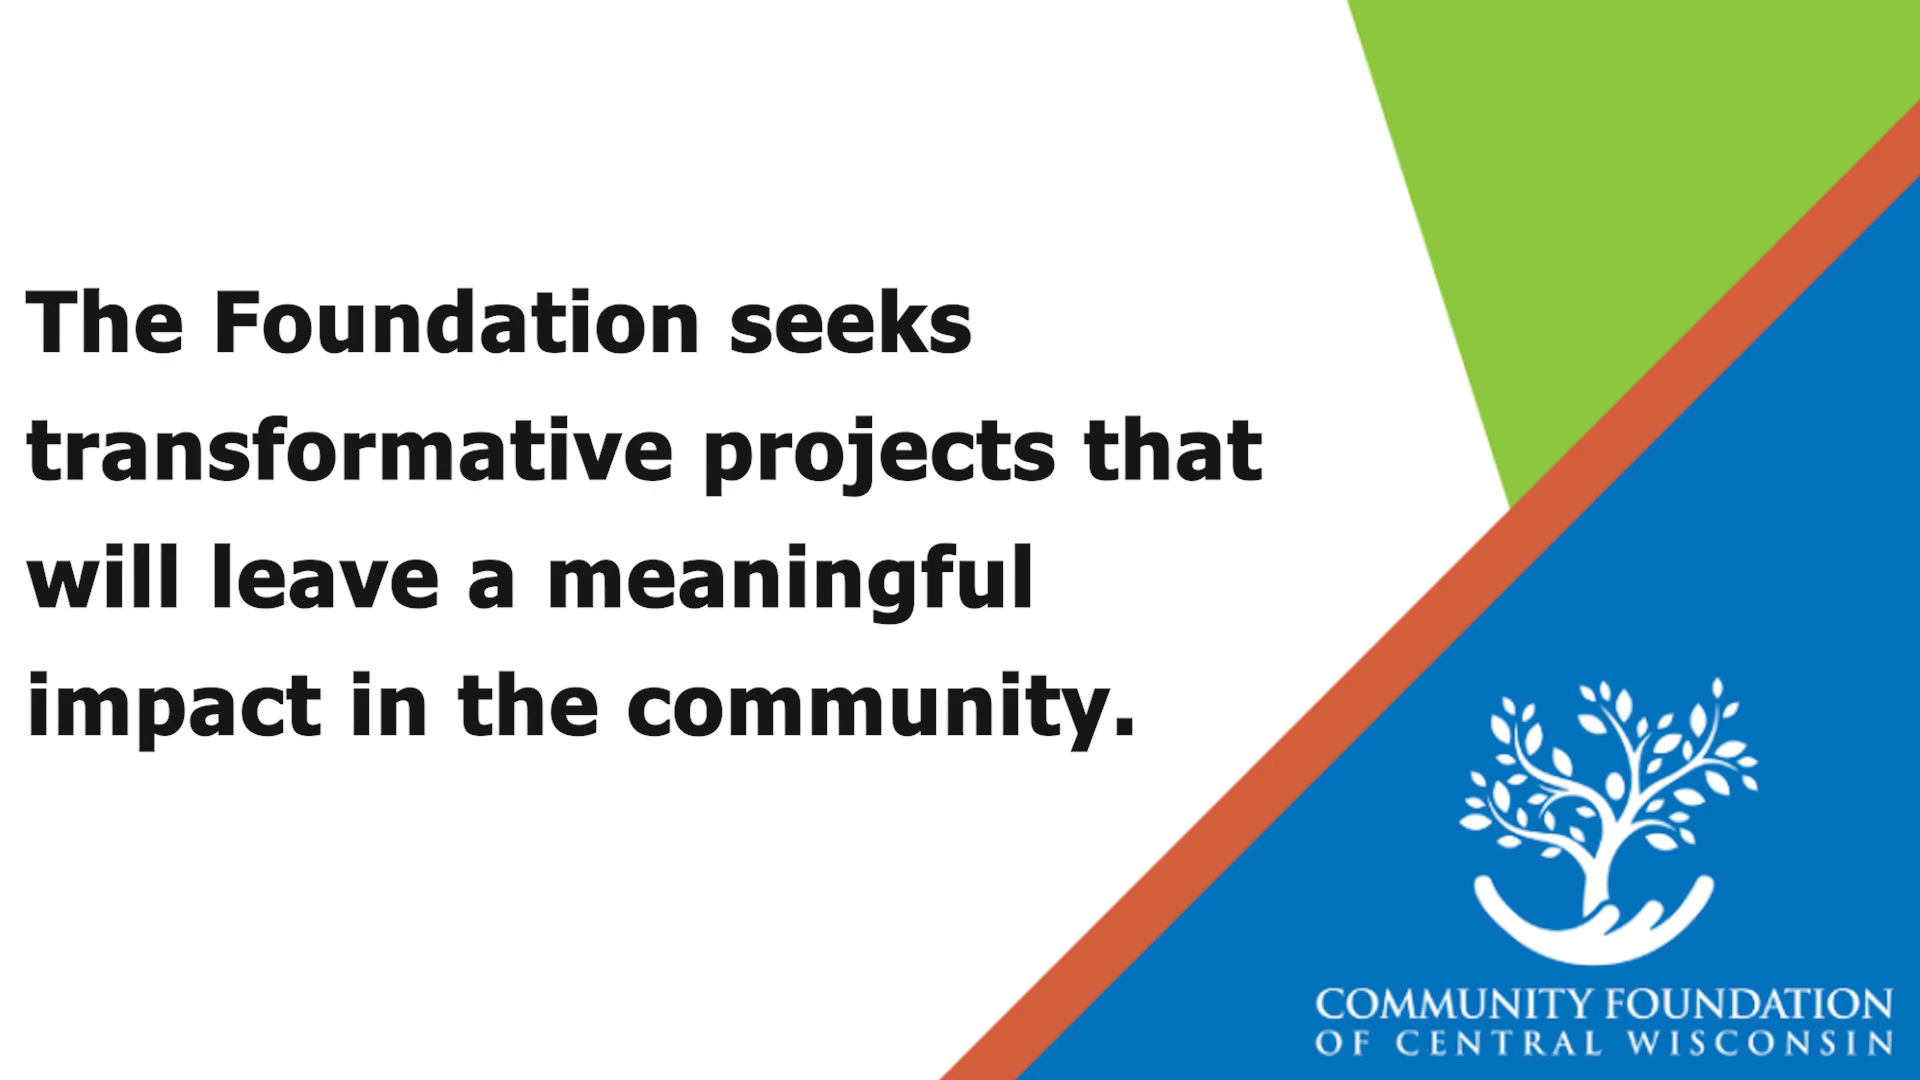 The Foundation seeks
transformative projects that
will leave a meaningful
impact in the community.
COMMUNITY FOUNDATION
OF CENTRAL WISCONSIN